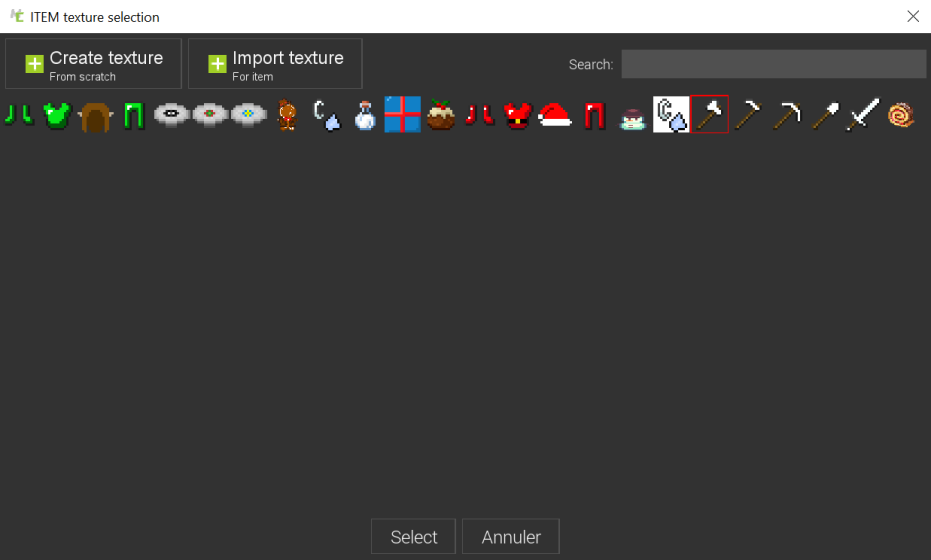 ITEM texture selection
Create texture
From scratch
Import texture
For item
Search:
Select
Annuler